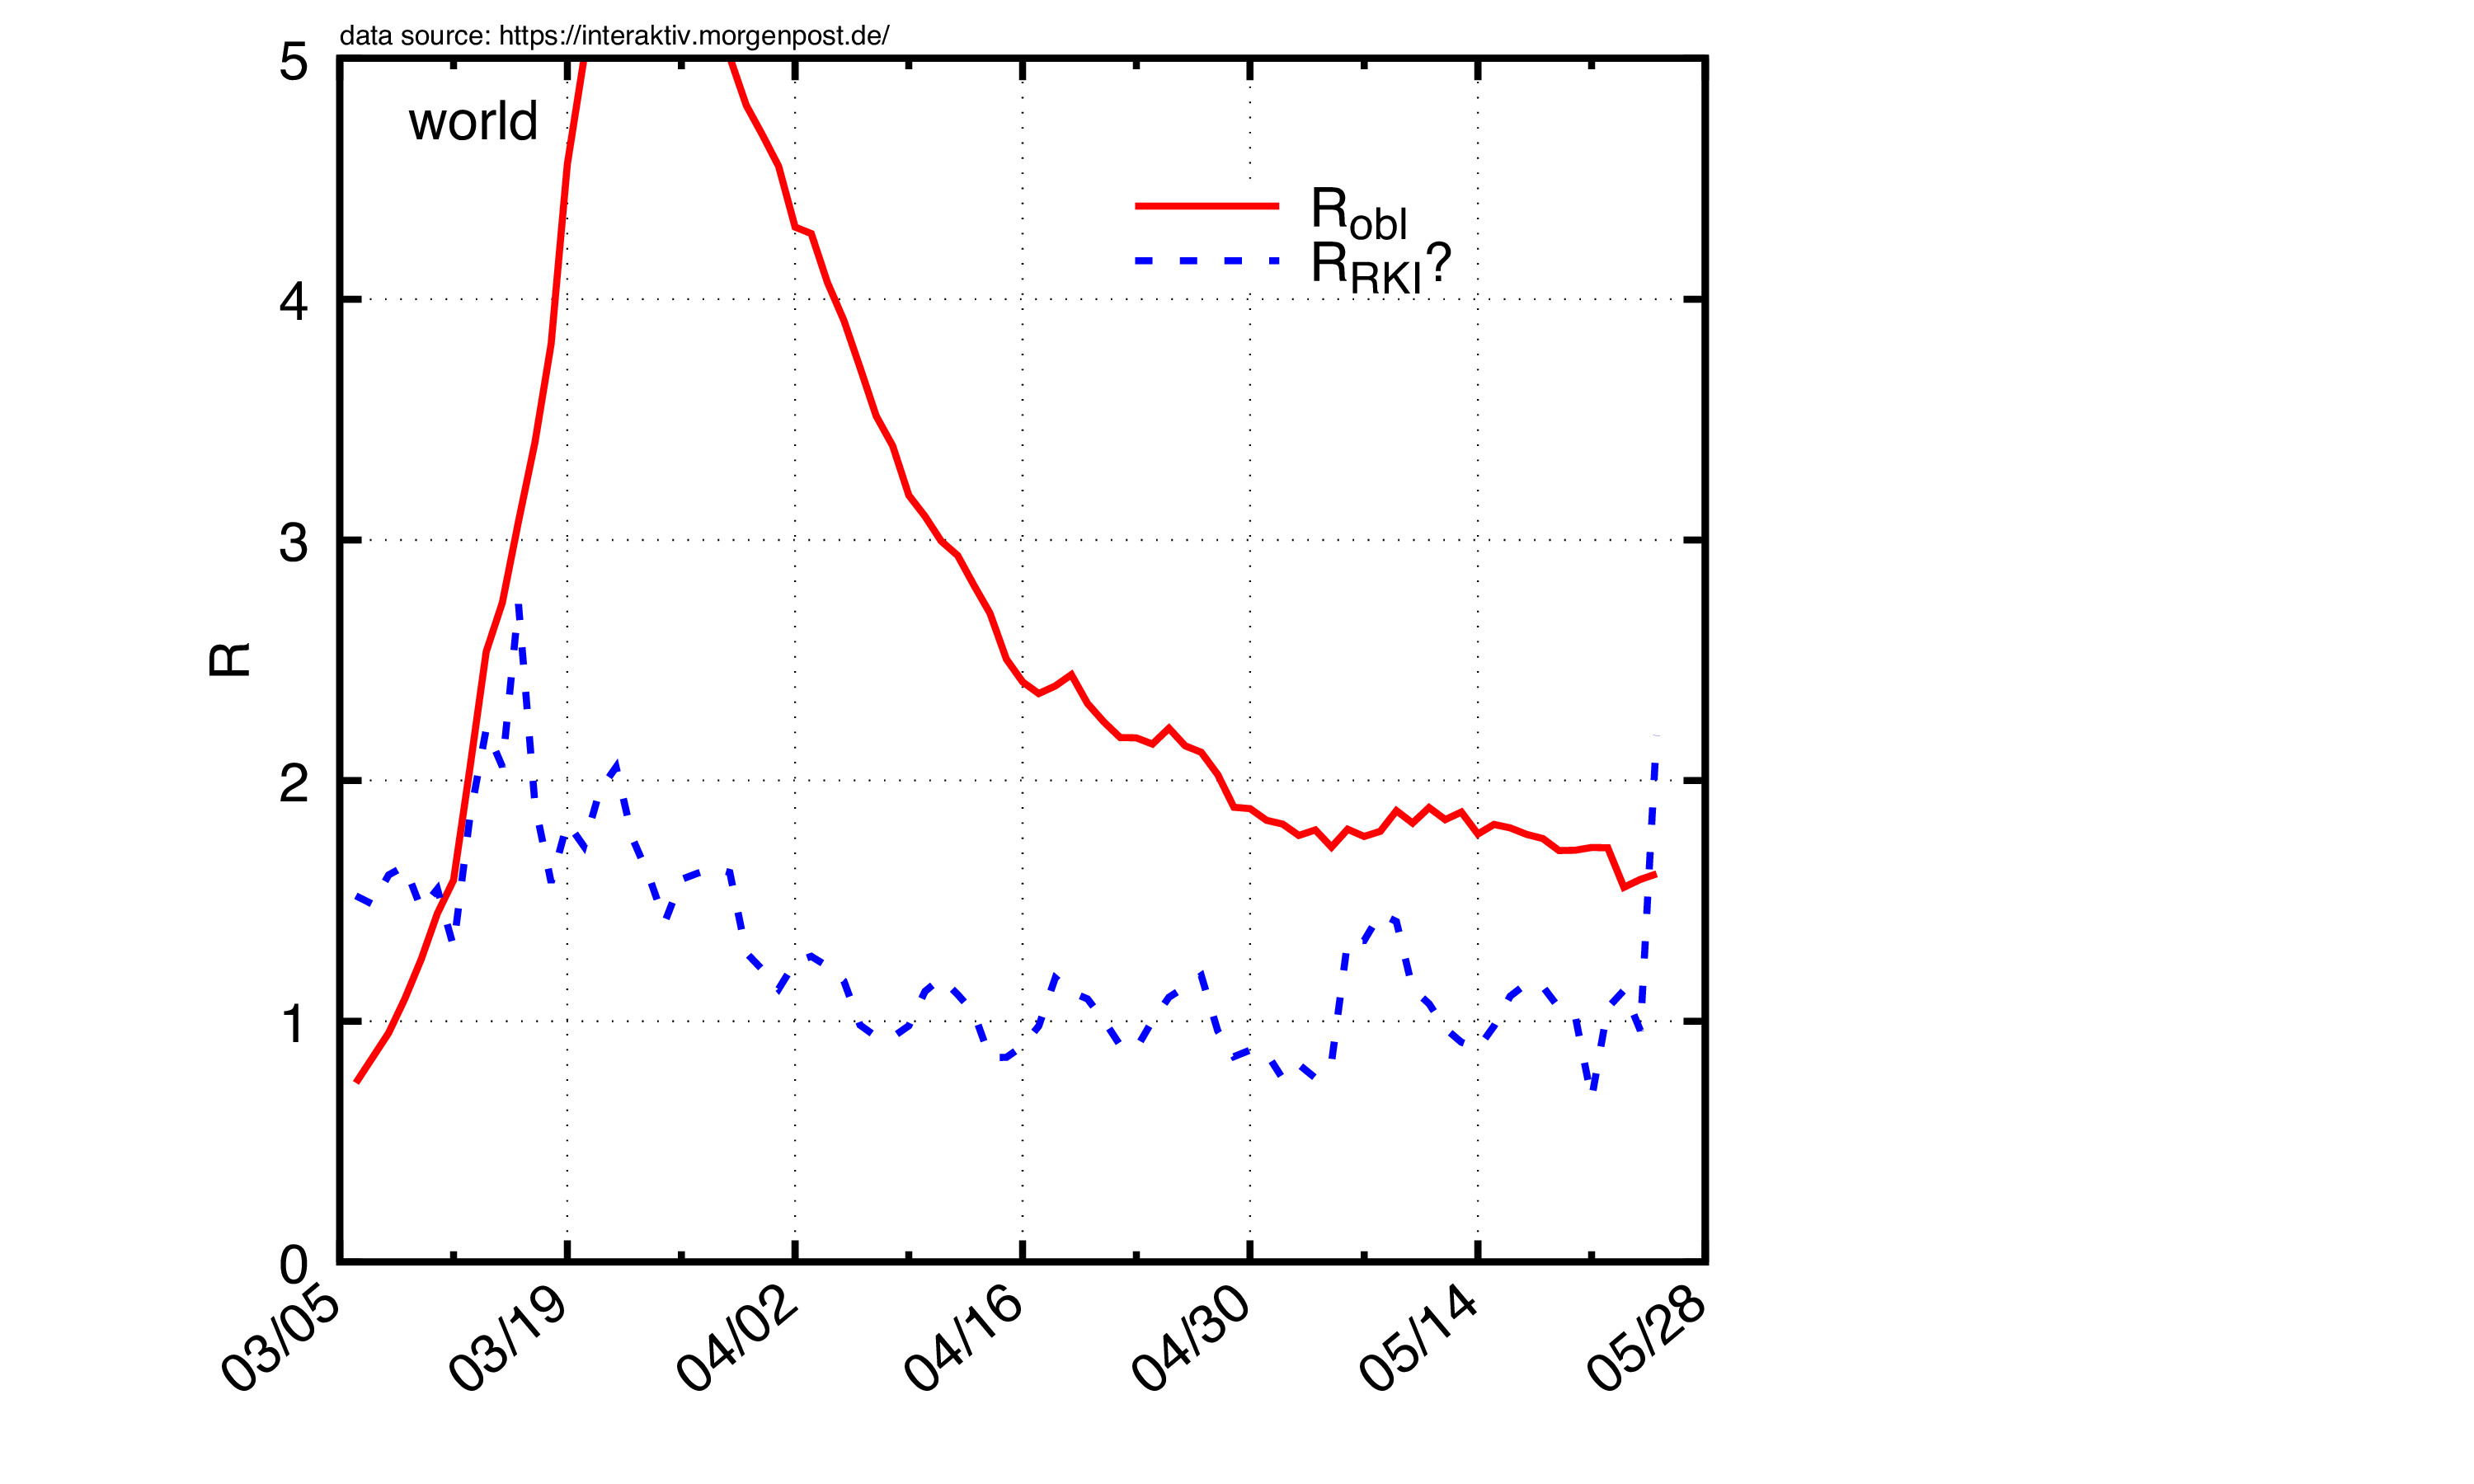 data source: https://interaktiv.morgenpost.de/
5
world
R_obl
R_RKI?
4
3
R
2
1
0
03/05 03/19 04/02 04/16 04/30 05/14 05/28